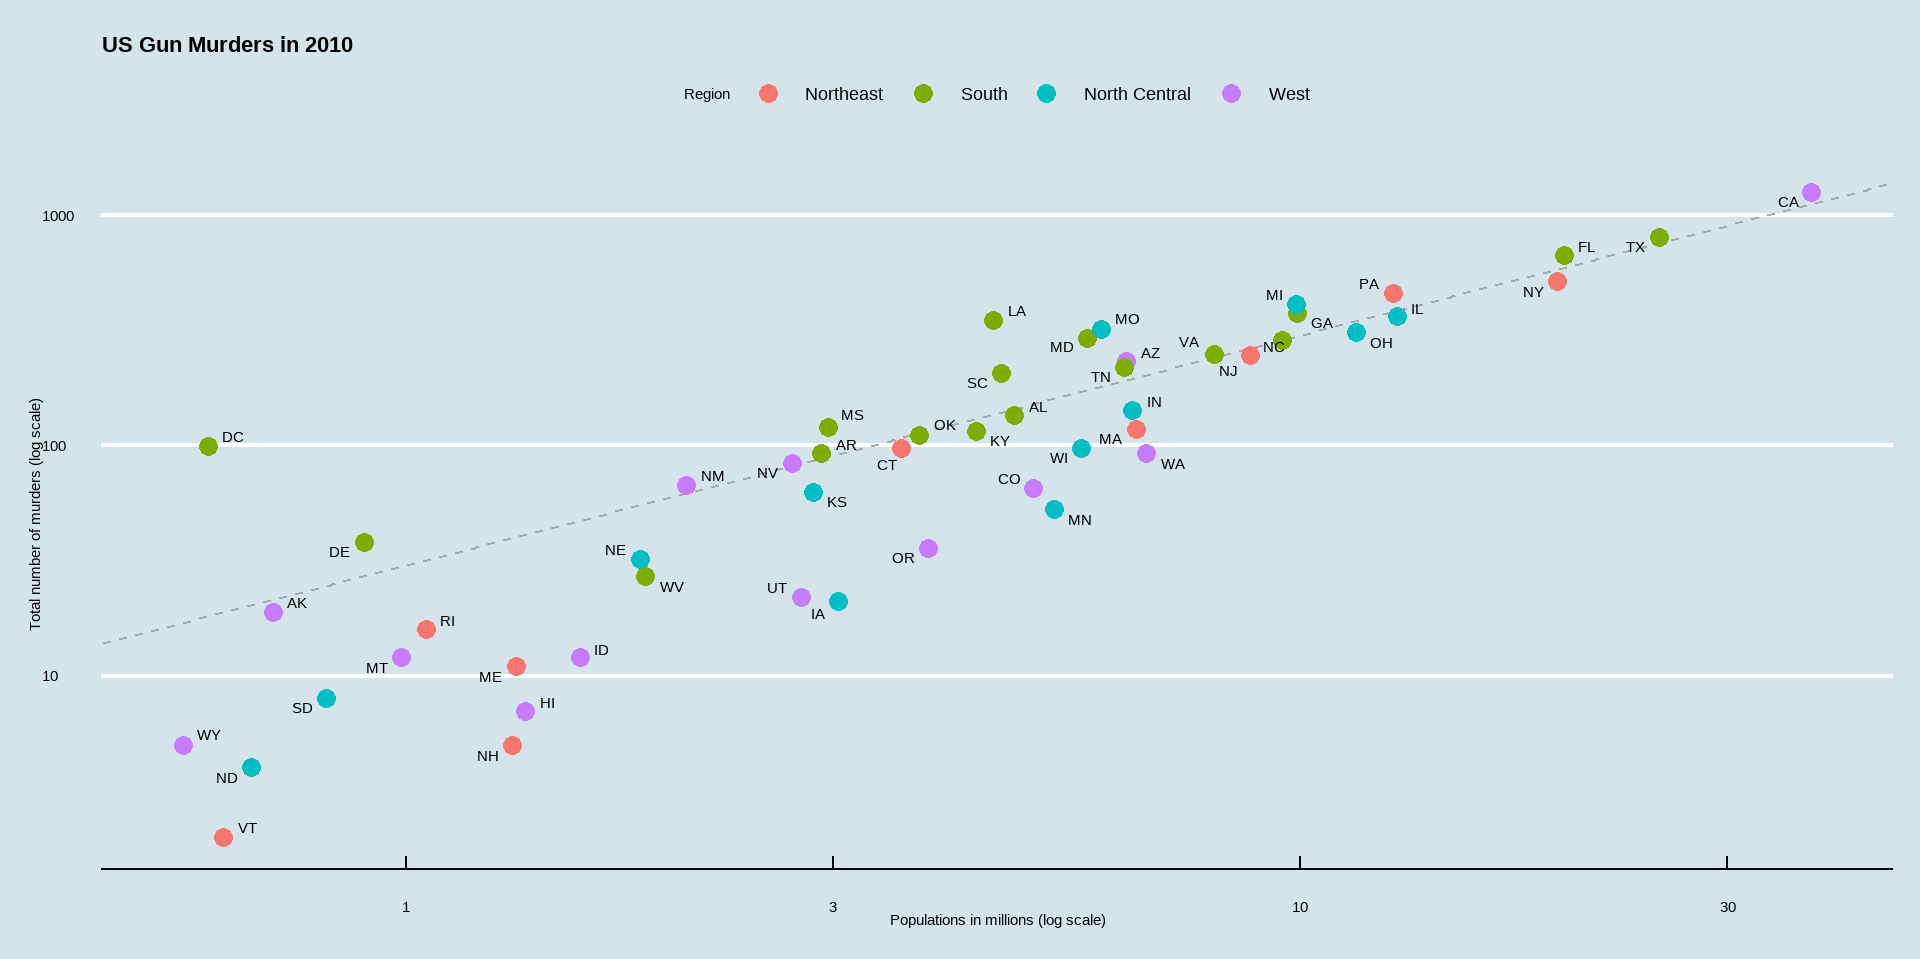 US Gun Murders in 2010
Region Northeast South North Central West
1000
CA
FL
TX
PA
NY
MI
IL
LA
MO
GA
OH
MD
VA
NC
AZ
NJ
TN
SC
IN
AL
MS
OK
DC
KY
MA
100
AR
WI
WA
CT
NV
NM
CO
KS
MN
DE
NE
OR
WV
UT
AK
IA
RI
ID
MT
10
ME
HI
SD
WY
NH
ND
VT
Total number of murders (log scale)
1 3 10 30
Populations in millions (log scale)